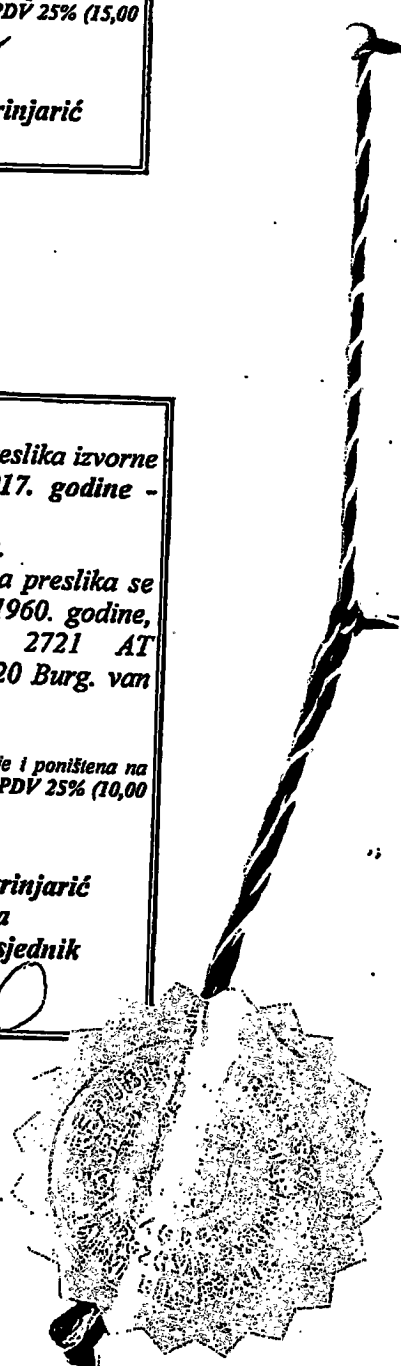 PDV 25% (15,00
rinjarić
reslika izvorne
17. godine -
a preslika se
1960. godine,
2721 AT
20 Burg. van
je i poništena na
PDV 25% (10,00
rinjarić
a
sjednik